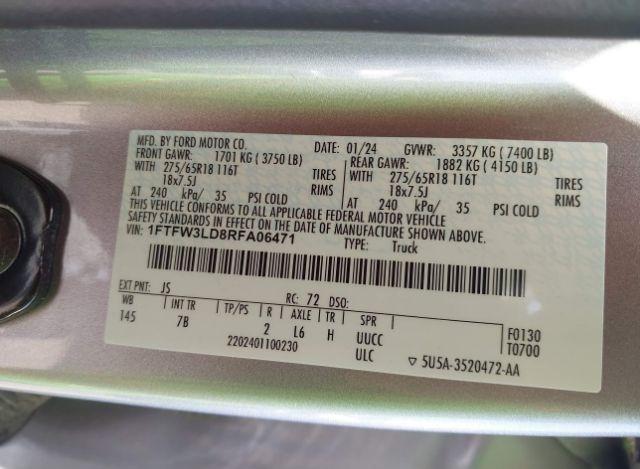 MFD. BY FORD MOTOR CO.
DATE: 01/24 GVWR: 3357 KG (7400 LB)
FRONT GAWR: 1701 KG (3750 LB)
WITH 275/65R18 116T TIRES
18x7.5J RIMS
AT 240 kPa/ 35 PSI COLD
REAR GAWR: 1882 KG (4150 LB)
WITH 275/65R18 116T TIRES
18x7.5J RIMS
AT 240 kPa/ 35 PSI COLD
THIS VEHICLE CONFORMS TO ALL APPLICABLE FEDERAL MOTOR VEHICLE
SAFETY STANDARDS IN EFFECT ON THE DATE OF MANUFACTURE SHOWN ABOVE.
VIN: 1FTFW3LD8RFA06471
TYPE: Truck
EXT PNT: JS RC: 72 DSO:
WB INT TR TP/PS R AXLE TR SPR
145 7B 2 L6 H UUCC
ULC
2202401100230
F0130
T0700
▽ 5U5A-3520472-AA